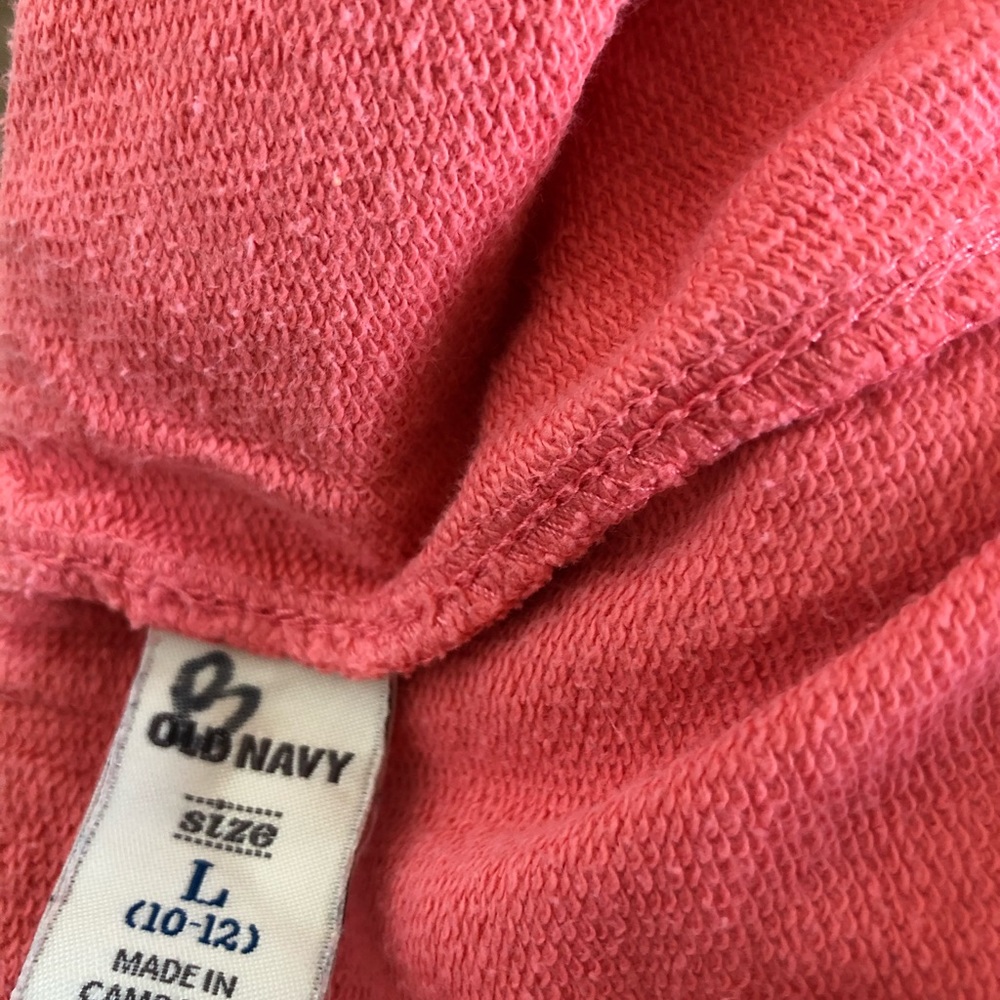 OLD NAVY
size
L
(10-12)
MADE IN